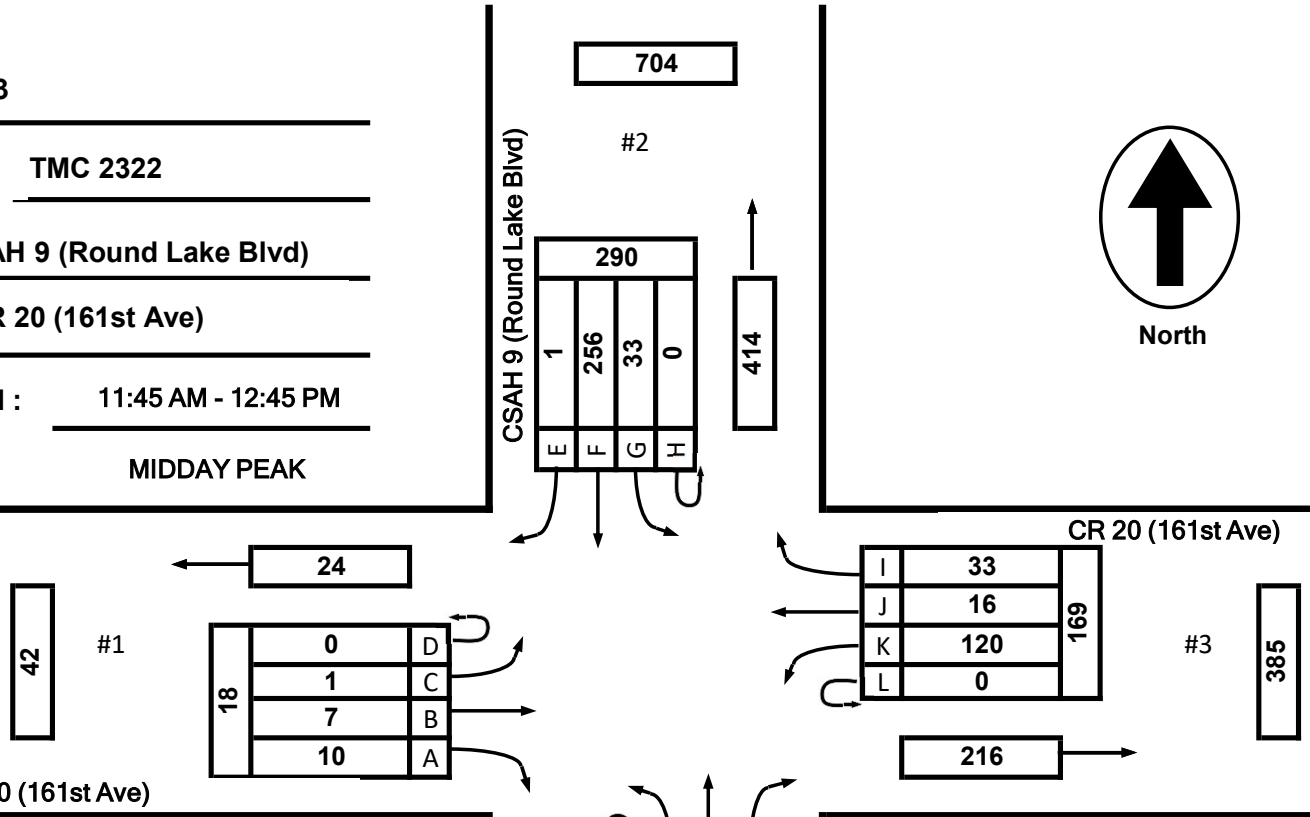 704
3
#2
TMC 2322
CSAH 9 (Round Lake Blvd)
AH 9 (Round Lake Blvd)
290
R 20 (161st Ave)
1
256
33
0
414
North
:
11:45 AM - 12:45 PM
E
F
G
H
MIDDAY PEAK
CR 20 (161st Ave)
24
I
33
J
16
K
120
L
0
169
#3
385
42
#1
18
0
D
1
C
7
B
10
A
216
0 (161st Ave)